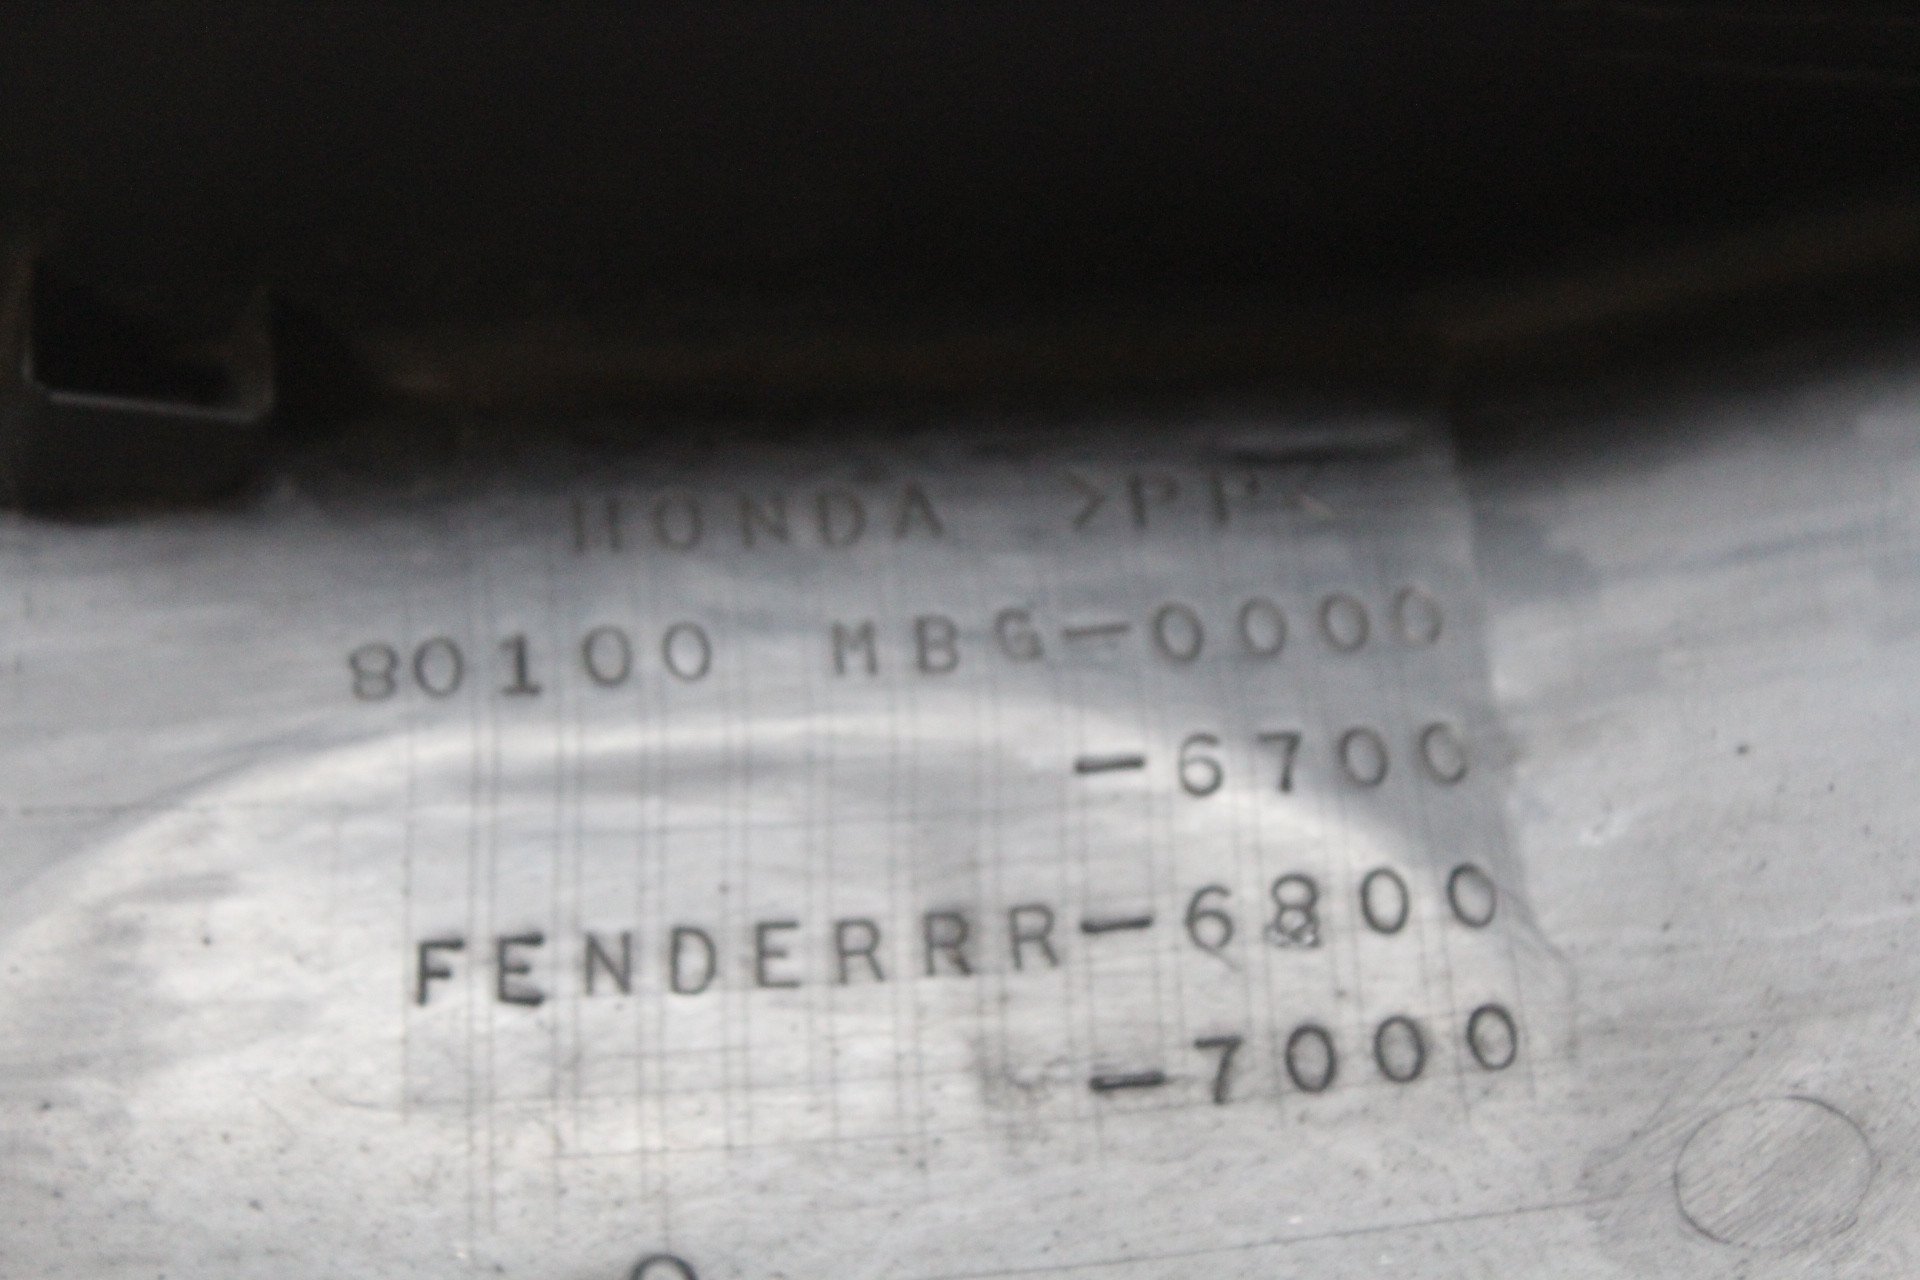 HONDA >PP<
80100 MBG-0000
-6700
FENDERRR-6800
-7000